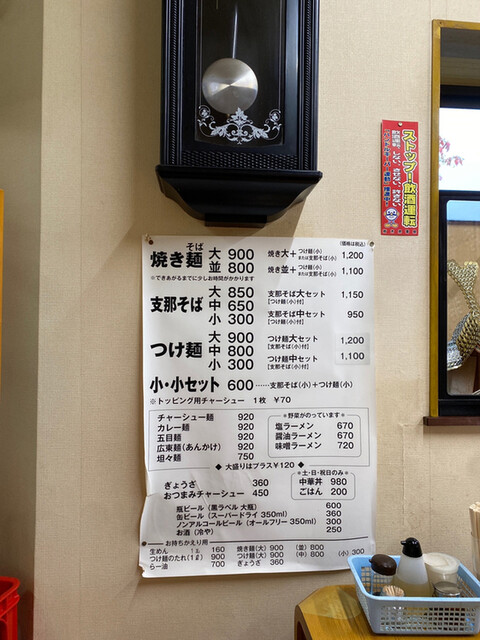 ストップ！飲酒運転
(価格は税込)
そば
焼き麺 大 900 焼き大+つけ麺(小)または支那そば(小) 1,200
並 800 焼き並+つけ麺(小)または支那そば(小) 1,100
※できあがるまでに少しお時間がかかります
支那そば 大 850 支那そば大セット 1,150
[つけ麺(小)付]
中 650 支那そば中セット 950
[つけ麺(小)付]
小 300
つけ麺 大 900 つけ麺大セット 1,200
[支那そば(小)付]
中 800 つけ麺中セット 1,100
[支那そば(小)付]
小 300
小・小セット 600 ……支那そば(小)+つけ麺(小)
※トッピング用チャーシュー 1枚 ¥70
チャーシュー麺 920
カレー麺 920
五目麺 920
広東麺(あんかけ) 920
坦々麺 750
※野菜がのっています※
塩ラーメン 670
醤油ラーメン 670
味噌ラーメン 720
◆ 大盛りはプラス¥120 ◆
ぎょうざ 360
おつまみチャーシュー 450
※土・日・祝日のみ※
中華丼 980
ごはん 200
瓶ビール (黒ラベル 大瓶) 600
缶ビール (スーパードライ 350ml) 360
ノンアルコールビール (オールフリー 350ml) 300
お酒 (冷や) 250
お持ちかえり用
生めん 1玉 160 焼き麺(大) 900 (並) 800
つけ麺のたれ(1ℓ) 900 つけ麺(大) 900 (中) 800 (小) 300
らー油 700 ぎょうざ 360